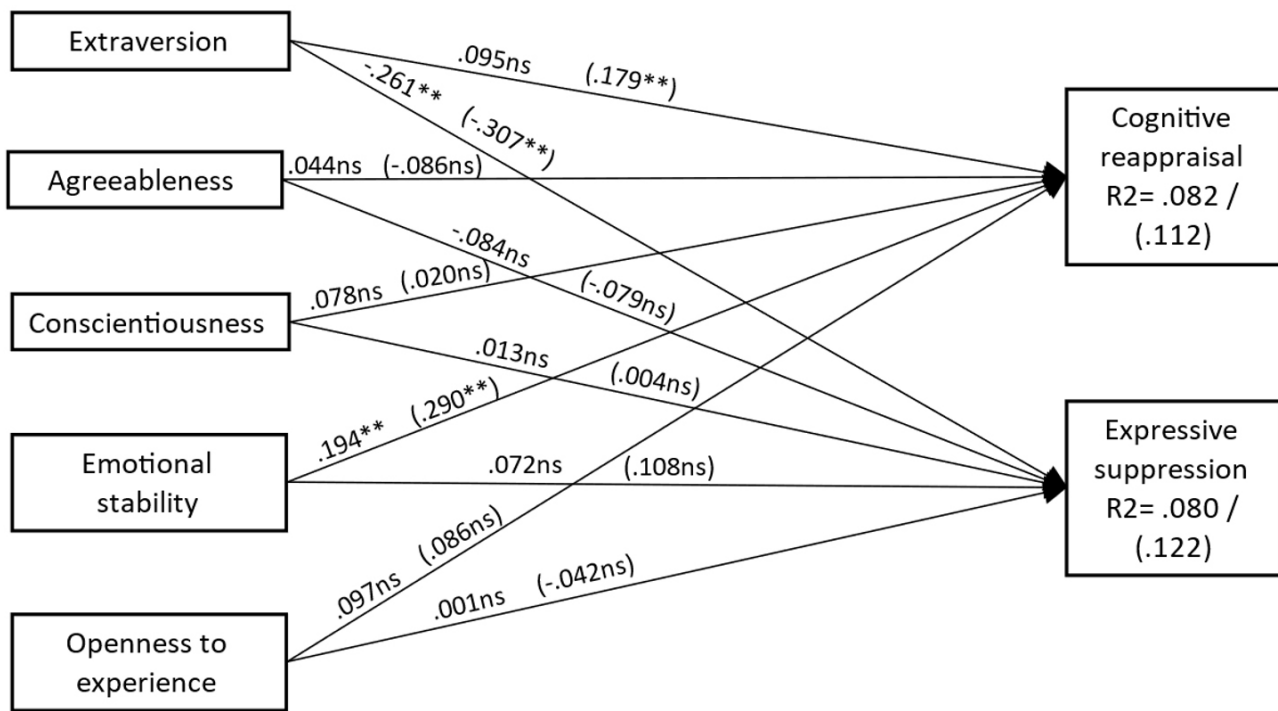 Extraversion
.095ns (.179**)
-.261** (-.307**)
Agreeableness
.044ns (-.086ns)
-.084ns (-.079ns)
Conscientiousness
.078ns (.020ns)
.013ns (.004ns)
Emotional
stability
.194** (.290**)
.072ns (.108ns)
Openness to
experience
.097ns (.086ns)
.001ns (-.042ns)
Cognitive
reappraisal
R2= .082 /
(.112)
Expressive
suppression
R2= .080 /
(.122)